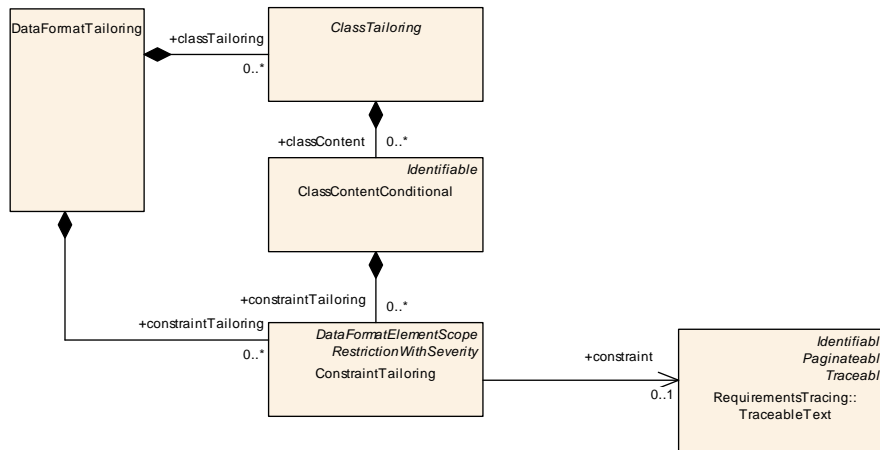 DataFormatTailoring
+classTailoring
0..*
ClassTailoring
+classContent
0..*
Identifiable
ClassContentConditional
+constraintTailoring
0..*
+constraintTailoring
0..*
DataFormatElementScope
RestrictionWithSeverity
ConstraintTailoring
+constraint
0..1
Identifiabl
Paginateabl
Traceabl
RequirementsTracing::
TraceableText